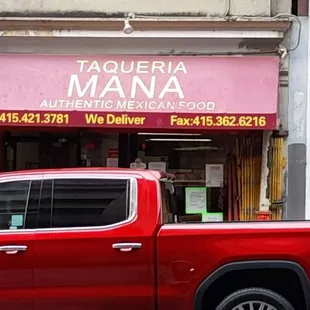 TAQUERIA
MANA
AUTHENTIC MEXICAN FOOD
415.421.3781 We Deliver Fax:415.362.6216